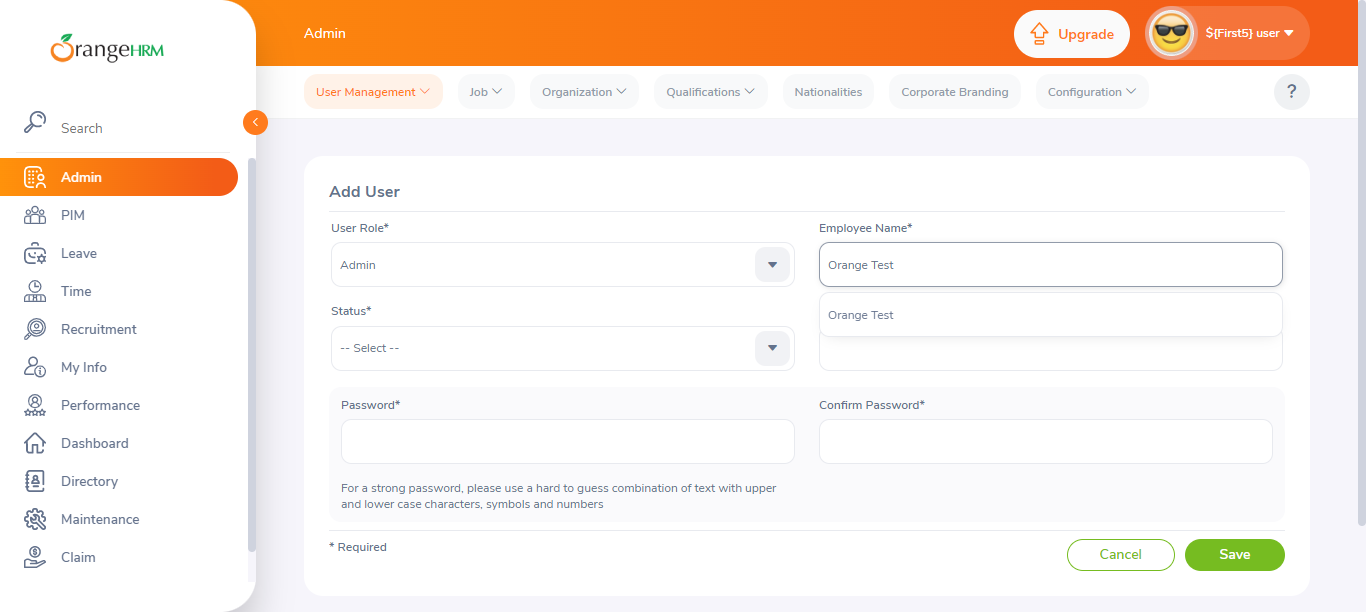 OrangeHRM
Search
Admin
PIM
Leave
Time
Recruitment
My Info
Performance
Dashboard
Directory
Maintenance
Claim
Admin
Upgrade
${First5} user
User Management
Job
Organization
Qualifications
Nationalities
Corporate Branding
Configuration
?
Add User
User Role*
Admin
Employee Name*
Orange Test
Orange Test
Status*
-- Select --
Password*
Confirm Password*
For a strong password, please use a hard to guess combination of text with upper
and lower case characters, symbols and numbers
* Required
Cancel
Save